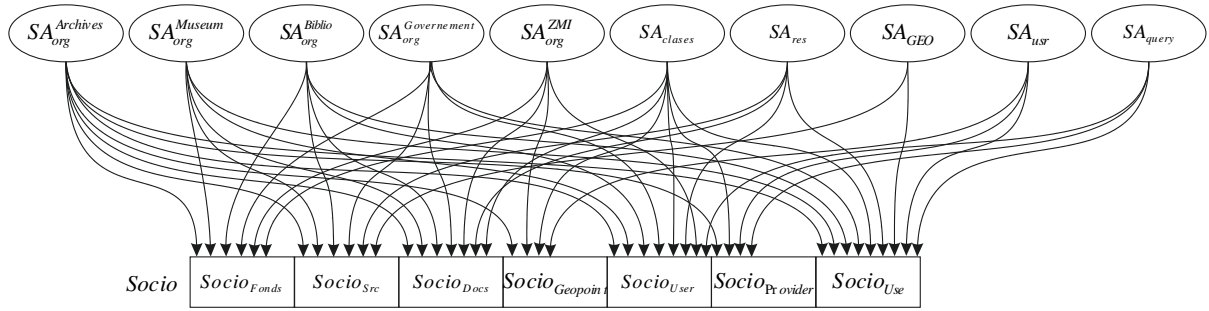 SA_org^Archives SA_org^Museum SA_org^Biblio SA_org^Governement SA_org^ZMI SA_clases SA_res SA_GEO SA_usr SA_query
Socio Socio_Fonds Socio_Src Socio_Docs Socio_Geopoint Socio_User Socio_Provider Socio_Use